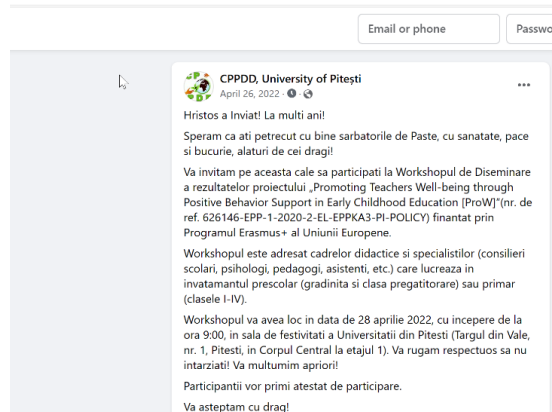 Email or phone
Passwo
CPPDD, University of Pitești
April 26, 2022
Hristos a Inviat! La multi ani!
Speram ca ati petrecut cu bine sarbatorile de Paste, cu sanatate, pace
si bucurie, alaturi de cei dragi!
Va invitam pe aceasta cale sa participati la Workshopul de Diseminare
a rezultatelor proiectului „Promoting Teachers Well-being through
Positive Behavior Support in Early Childhood Education [ProW]"(nr. de
ref. 626146-EPP-1-2020-2-EL-EPPKA3-PI-POLICY) finantat prin
Programul Erasmus+ al Uniunii Europene.
Workshopul este adresat cadrelor didactice si specialistilor (consilieri
scolari, psihologi, pedagogi, asistenti, etc.) care lucreaza in
invatamantul prescolar (gradinita si clasa pregatitoare) sau primar
(clasele I-IV).
Workshopul va avea loc in data de 28 aprilie 2022, cu incepere de la
ora 9:00, in sala de festivitati a Universitatii din Pitesti (Targul din Vale,
nr. 1, Pitesti, in Corpul Central la etajul 1). Va rugam respectuos sa nu
intarziati! Va multumim apriori!
Participantii vor primi atestat de participare.
Va asteptam cu drag!